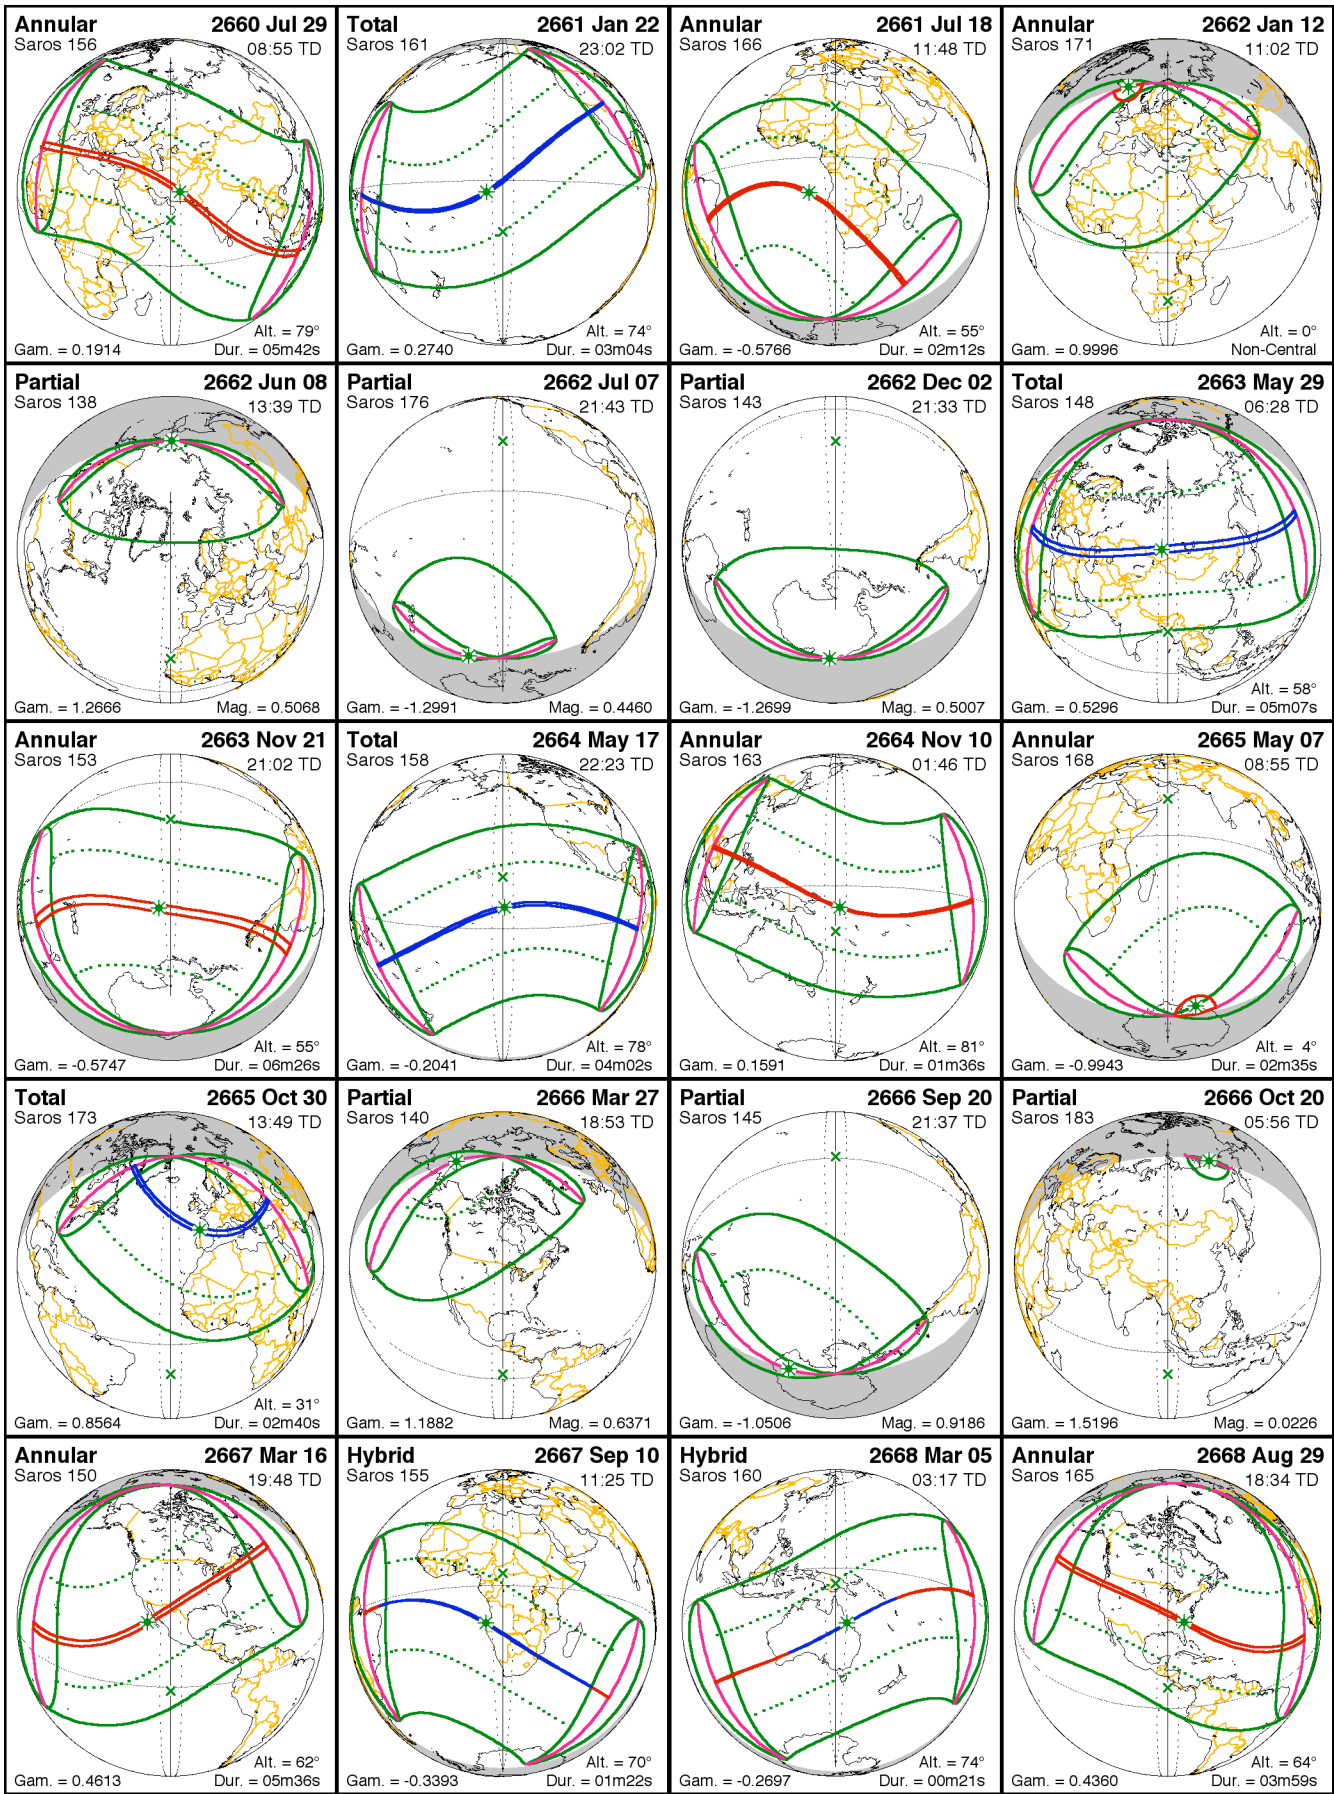 Annular 2660 Jul 29
Saros 156 08:55 TD
Alt. = 79°
Gam. = 0.1914 Dur. = 05m42s
Total 2661 Jan 22
Saros 161 23:02 TD
Alt. = 74°
Gam. = 0.2740 Dur. = 03m04s
Annular 2661 Jul 18
Saros 166 11:48 TD
Alt. = 55°
Gam. = -0.5766 Dur. = 02m12s
Annular 2662 Jan 12
Saros 171 11:02 TD
Alt. = 0°
Gam. = 0.9996 Non-Central
Partial 2662 Jun 08
Saros 138 13:39 TD
Gam. = 1.2666 Mag. = 0.5068
Partial 2662 Jul 07
Saros 176 21:43 TD
Gam. = -1.2991 Mag. = 0.4460
Partial 2662 Dec 02
Saros 143 21:33 TD
Gam. = -1.2699 Mag. = 0.5007
Total 2663 May 29
Saros 148 06:28 TD
Alt. = 58°
Gam. = 0.5296 Dur. = 05m07s
Annular 2663 Nov 21
Saros 153 21:02 TD
Alt. = 55°
Gam. = -0.5747 Dur. = 06m26s
Total 2664 May 17
Saros 158 22:23 TD
Alt. = 78°
Gam. = -0.2041 Dur. = 04m02s
Annular 2664 Nov 10
Saros 163 01:46 TD
Alt. = 81°
Gam. = 0.1591 Dur. = 01m36s
Annular 2665 May 07
Saros 168 08:55 TD
Alt. = 4°
Gam. = -0.9943 Dur. = 02m35s
Total 2665 Oct 30
Saros 173 13:49 TD
Alt. = 31°
Gam. = 0.8564 Dur. = 02m40s
Partial 2666 Mar 27
Saros 140 18:53 TD
Gam. = 1.1882 Mag. = 0.6371
Partial 2666 Sep 20
Saros 145 21:37 TD
Gam. = -1.0506 Mag. = 0.9186
Partial 2666 Oct 20
Saros 183 05:56 TD
Gam. = 1.5196 Mag. = 0.0226
Annular 2667 Mar 16
Saros 150 19:48 TD
Alt. = 62°
Gam. = 0.4613 Dur. = 05m36s
Hybrid 2667 Sep 10
Saros 155 11:25 TD
Alt. = 70°
Gam. = -0.3393 Dur. = 01m22s
Hybrid 2668 Mar 05
Saros 160 03:17 TD
Alt. = 74°
Gam. = -0.2697 Dur. = 00m21s
Annular 2668 Aug 29
Saros 165 18:34 TD
Alt. = 64°
Gam. = 0.4360 Dur. = 03m59s